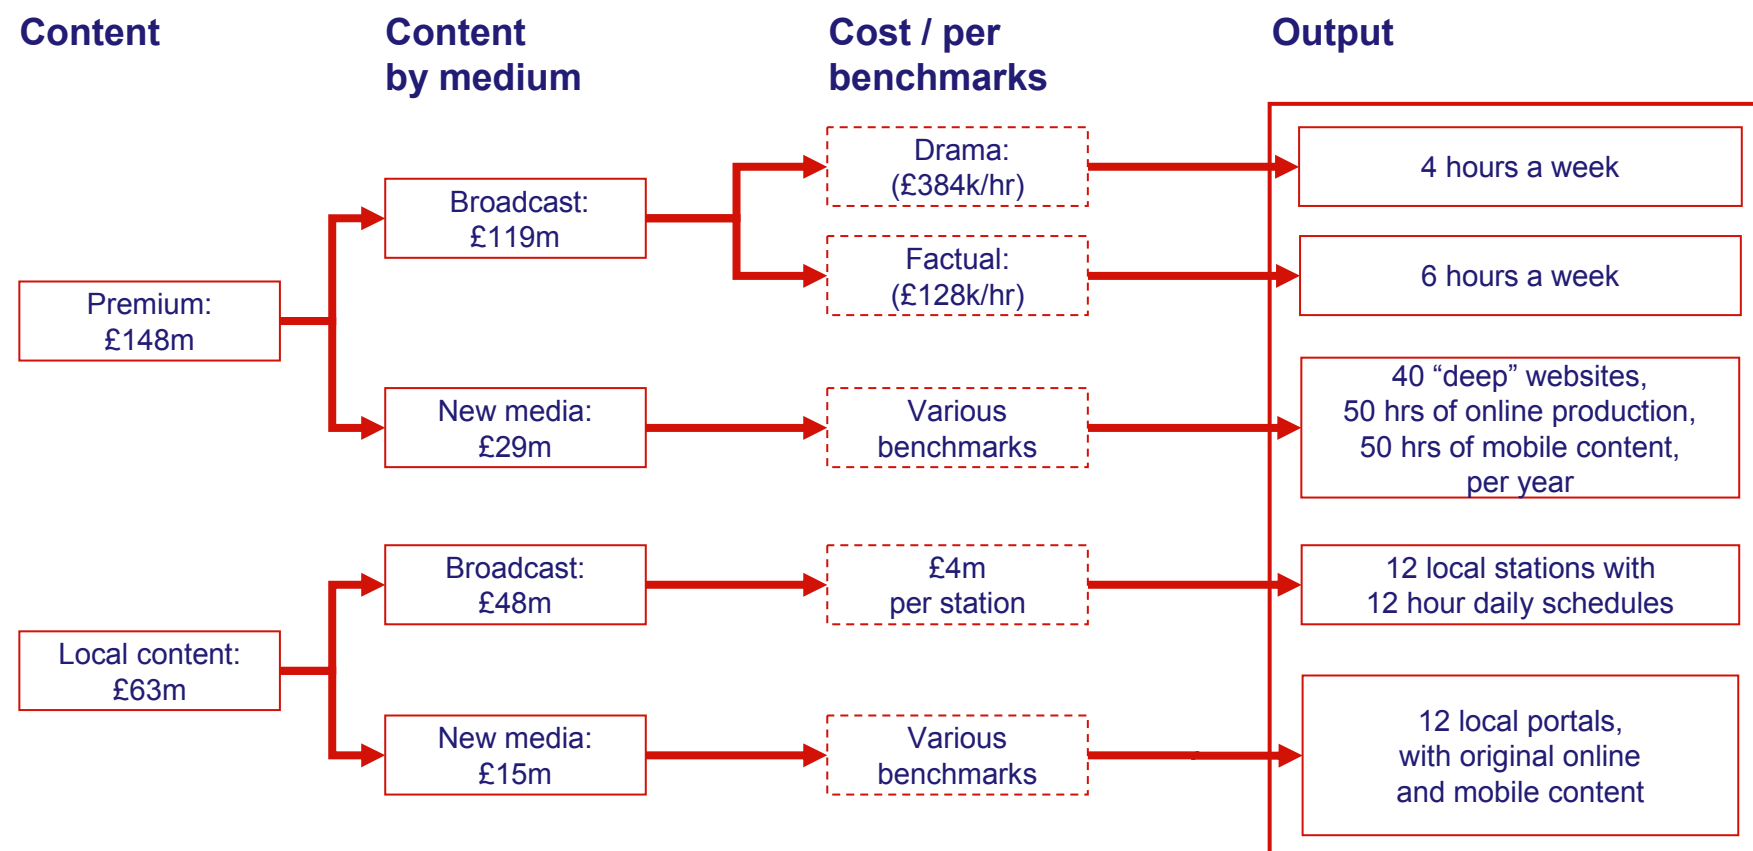 Content
Content
by medium
Cost / per
benchmarks
Output
Premium:
£148m
Broadcast:
£119m
Drama:
(£384k/hr)
4 hours a week
Factual:
(£128k/hr)
6 hours a week
New media:
£29m
Various
benchmarks
40 “deep” websites,
50 hrs of online production,
50 hrs of mobile content,
per year
Local content:
£63m
Broadcast:
£48m
£4m
per station
12 local stations with
12 hour daily schedules
New media:
£15m
Various
benchmarks
12 local portals,
with original online
and mobile content